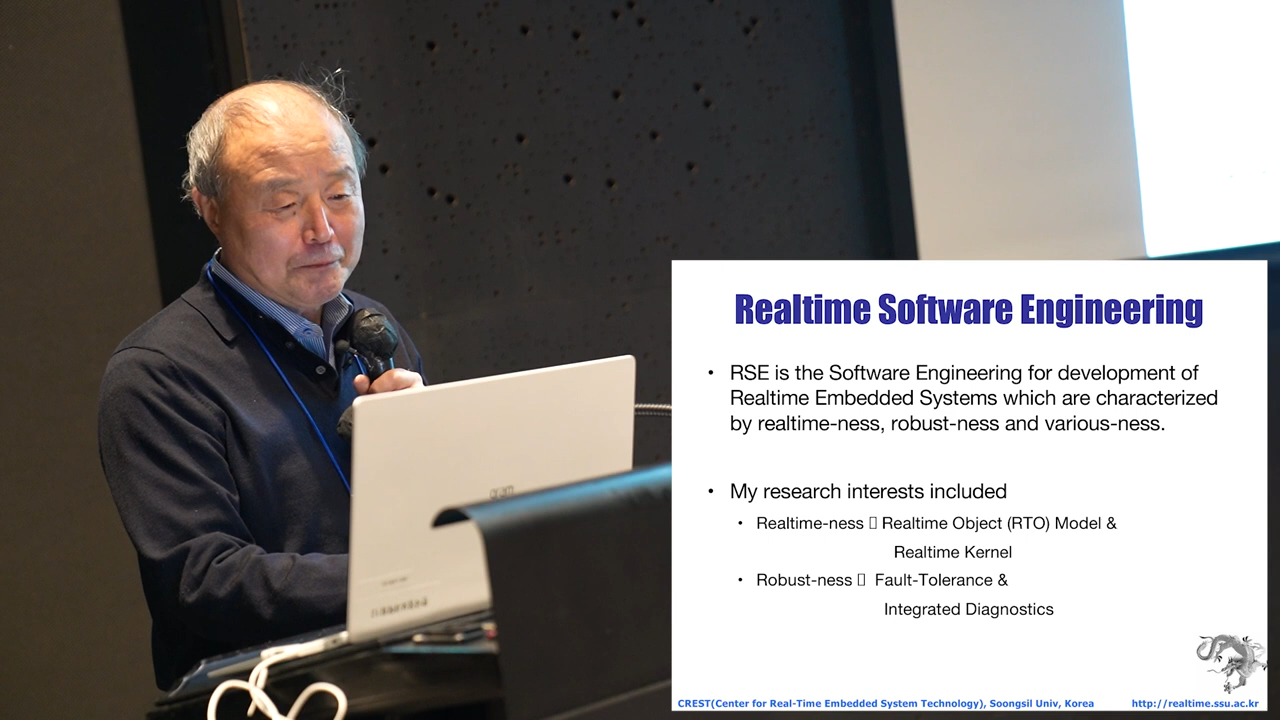 Realtime Software Engineering
• RSE is the Software Engineering for development of
Realtime Embedded Systems which are characterized
by realtime-ness, robust-ness and various-ness.
• My research interests included
• Realtime-ness ▯ Realtime Object (RTO) Model &
Realtime Kernel
• Robust-ness ▯ Fault-Tolerance &
Integrated Diagnostics
CREST(Center for Real-Time Embedded System Technology), Soongsil Univ, Korea http://realtime.ssu.ac.kr